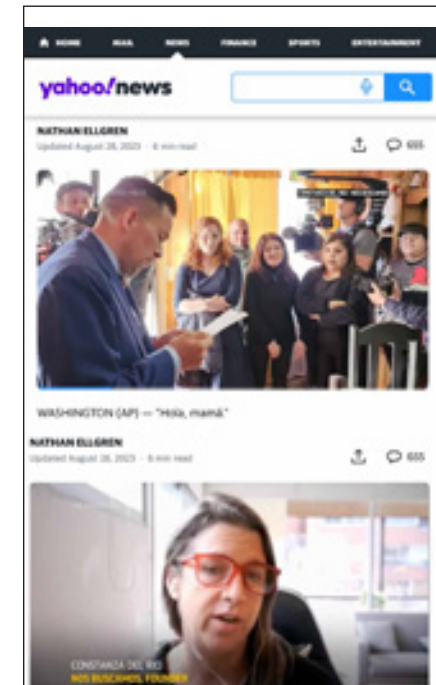 HOME MAIL NEWS FINANCE SPORTS ENTERTAINMENT
yahoo!news
NATHAN ELLGREN
Updated August 28, 2023 · 6 min read
655
WASHINGTON (AP) — "Hola, mamá."
NATHAN ELLGREN
Updated August 28, 2023 · 6 min read
655
CONSTANZA DEL RÍO
NOS BUSCAMOS, FOUNDER